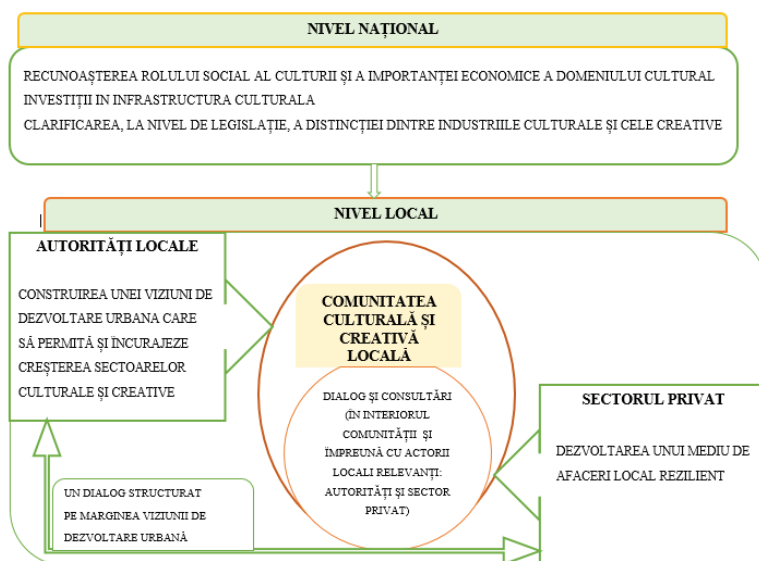 NIVEL NAȚIONAL
RECUNOAȘTEREA ROLULUI SOCIAL AL CULTURII ȘI A IMPORTANȚEI ECONOMICE A DOMENIULUI CULTURAL
INVESTIȚII IN INFRASTRUCTURA CULTURALA
CLARIFICAREA, LA NIVEL DE LEGISLAȚIE, A DISTINCȚIEI DINTRE INDUSTRIILE CULTURALE ȘI CELE CREATIVE
NIVEL LOCAL
AUTORITĂȚI LOCALE
CONSTRUIREA UNEI VIZIUNI DE
DEZVOLTARE URBANA CARE
SĂ PERMITĂ ȘI ÎNCURAJEZE
CREȘTEREA SECTOARELOR
CULTURALE ȘI CREATIVE
COMUNITATEA
CULTURALĂ ȘI
CREATIVĂ
LOCALĂ
DIALOG ȘI CONSULTĂRI
(ÎN INTERIORUL
COMUNITĂȚII ȘI
ÎMPREUNĂ CU ACTORII
LOCALI RELEVANȚI:
AUTORITĂȚI ȘI SECTOR
PRIVAT)
SECTORUL PRIVAT
DEZVOLTAREA UNUI MEDIU DE
AFACERI LOCAL REZILIENT
UN DIALOG STRUCTURAT
PE MARGINEA VIZIUNII DE
DEZVOLTARE URBANĂ